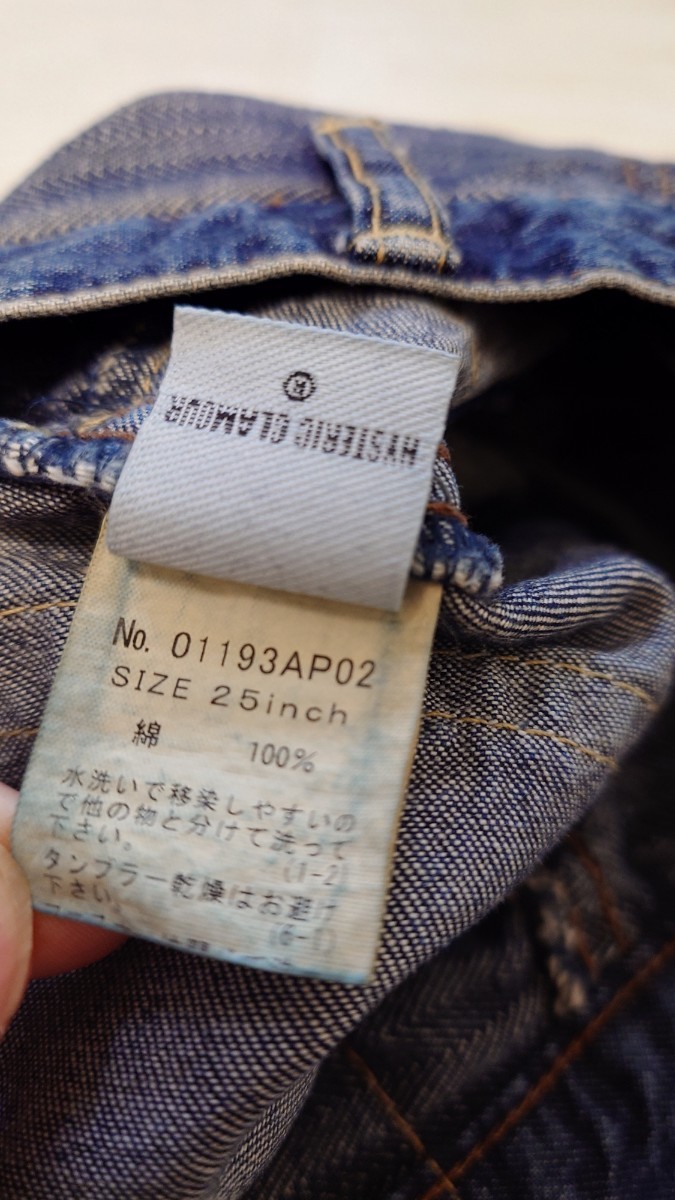 Ⓗ
HYSTERIC GLAMOUR
No. 01193AP02
SIZE 25inch
綿 100%
水洗いで移染しやすいの
で他の物と分けて洗って
下さい。 (1-2)
タンブラー乾燥はお避け
下さい。 (6-1)